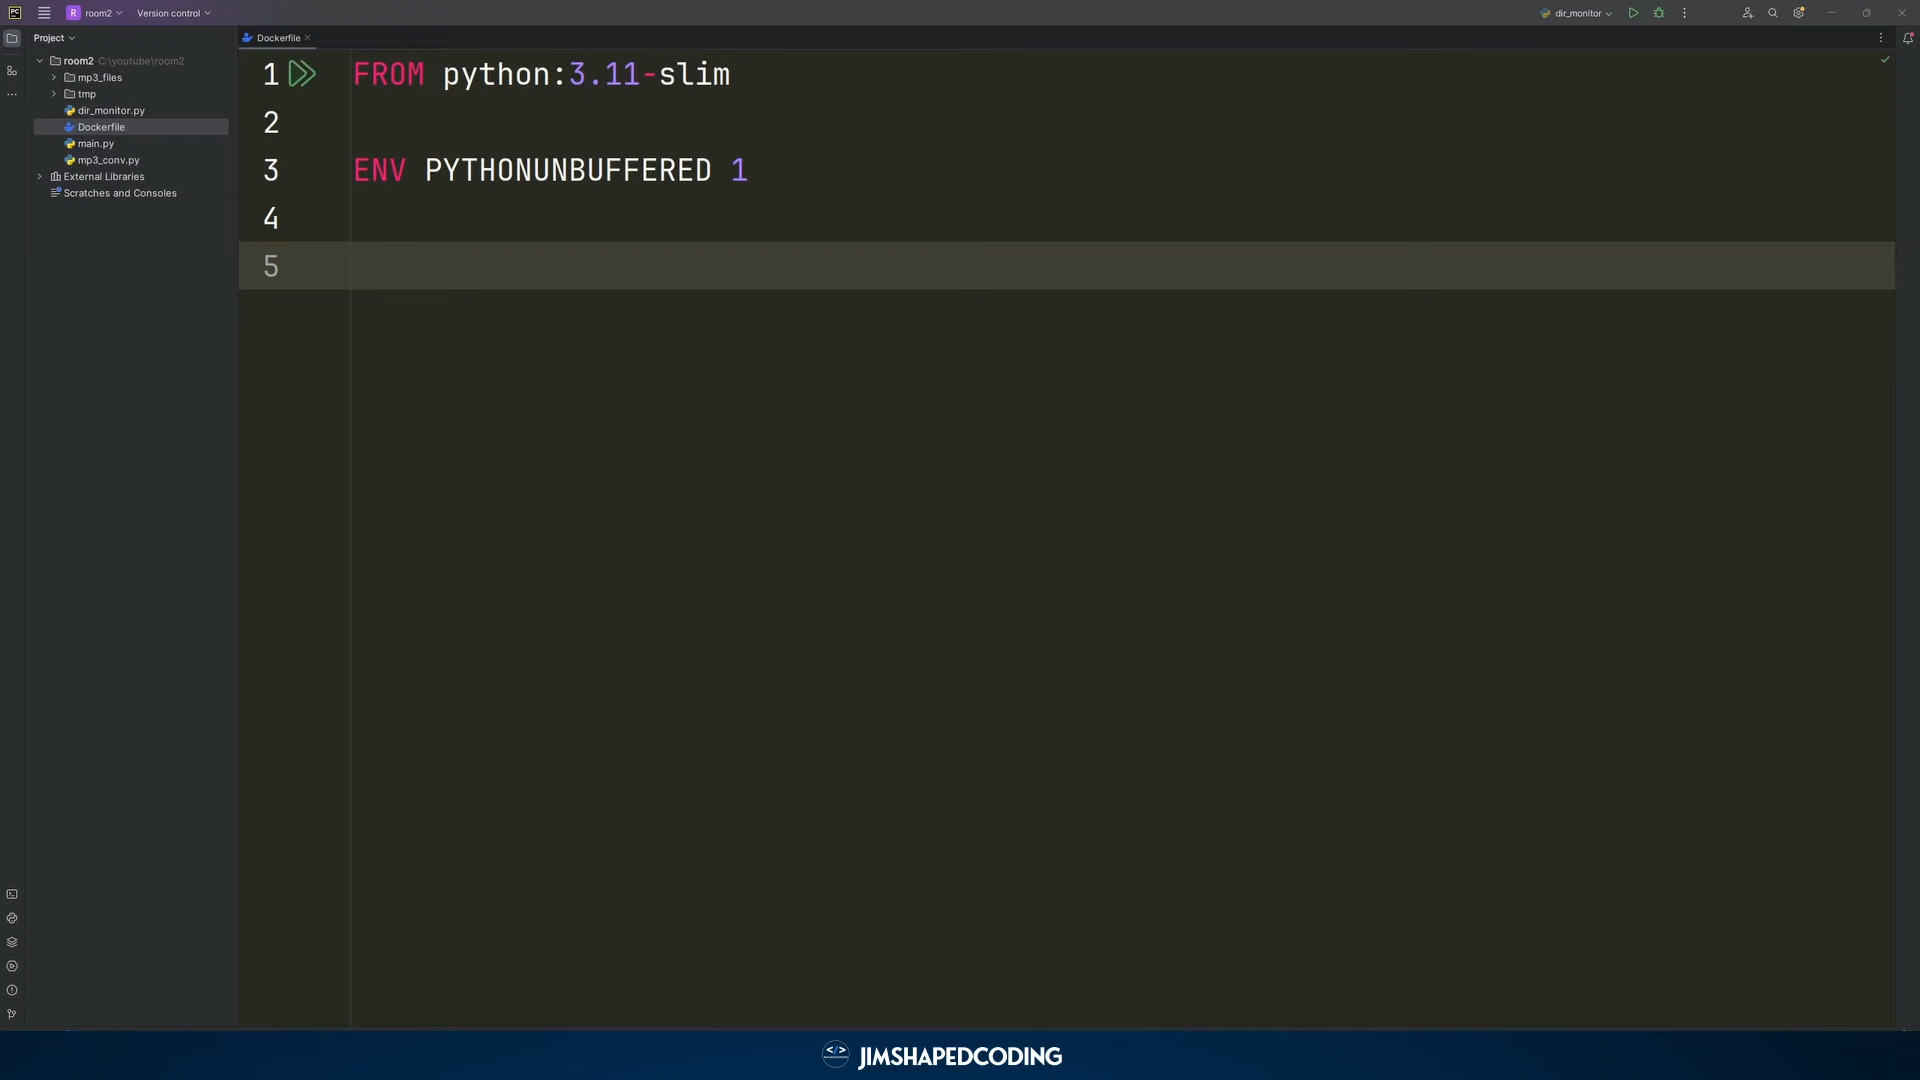 PC
R room2 Version control
dir_monitor
Project
Dockerfile
room2 C:\youtube\room2
mp3_files
tmp
dir_monitor.py
Dockerfile
main.py
mp3_conv.py
External Libraries
Scratches and Consoles
1 FROM python:3.11-slim
2
3 ENV PYTHONUNBUFFERED 1
4
5
</> JIMSHAPEDCODING